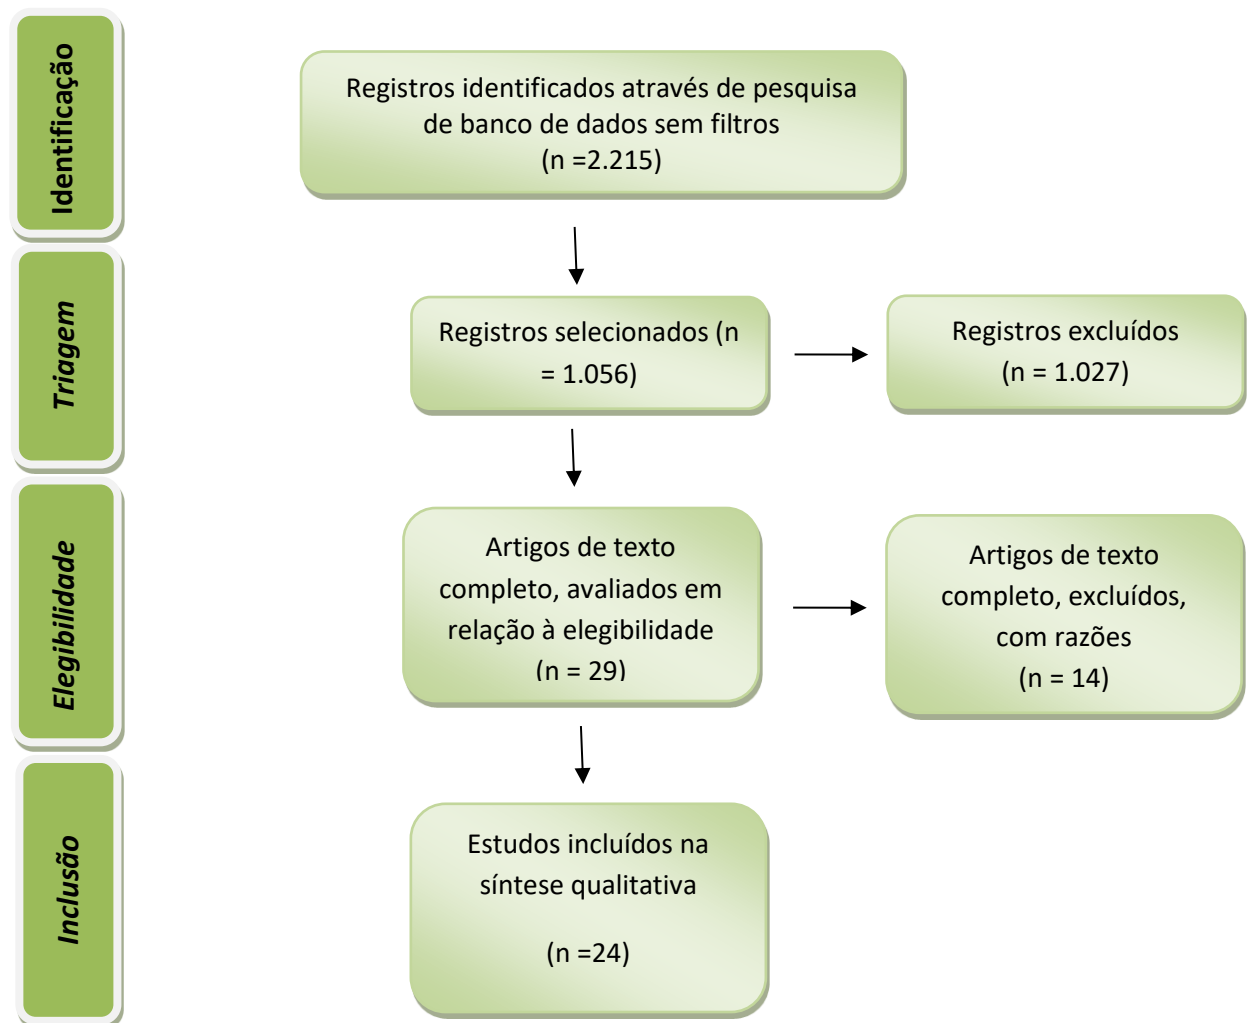 Identificação
Registros identificados através de pesquisa
de banco de dados sem filtros
(n =2.215)
Triagem
Registros selecionados (n
= 1.056)
Registros excluídos
(n = 1.027)
Elegibilidade
Artigos de texto
completo, avaliados em
relação à elegibilidade
(n = 29)
Artigos de texto
completo, excluídos,
com razões
(n = 14)
Inclusão
Estudos incluídos na
síntese qualitativa
(n =24)